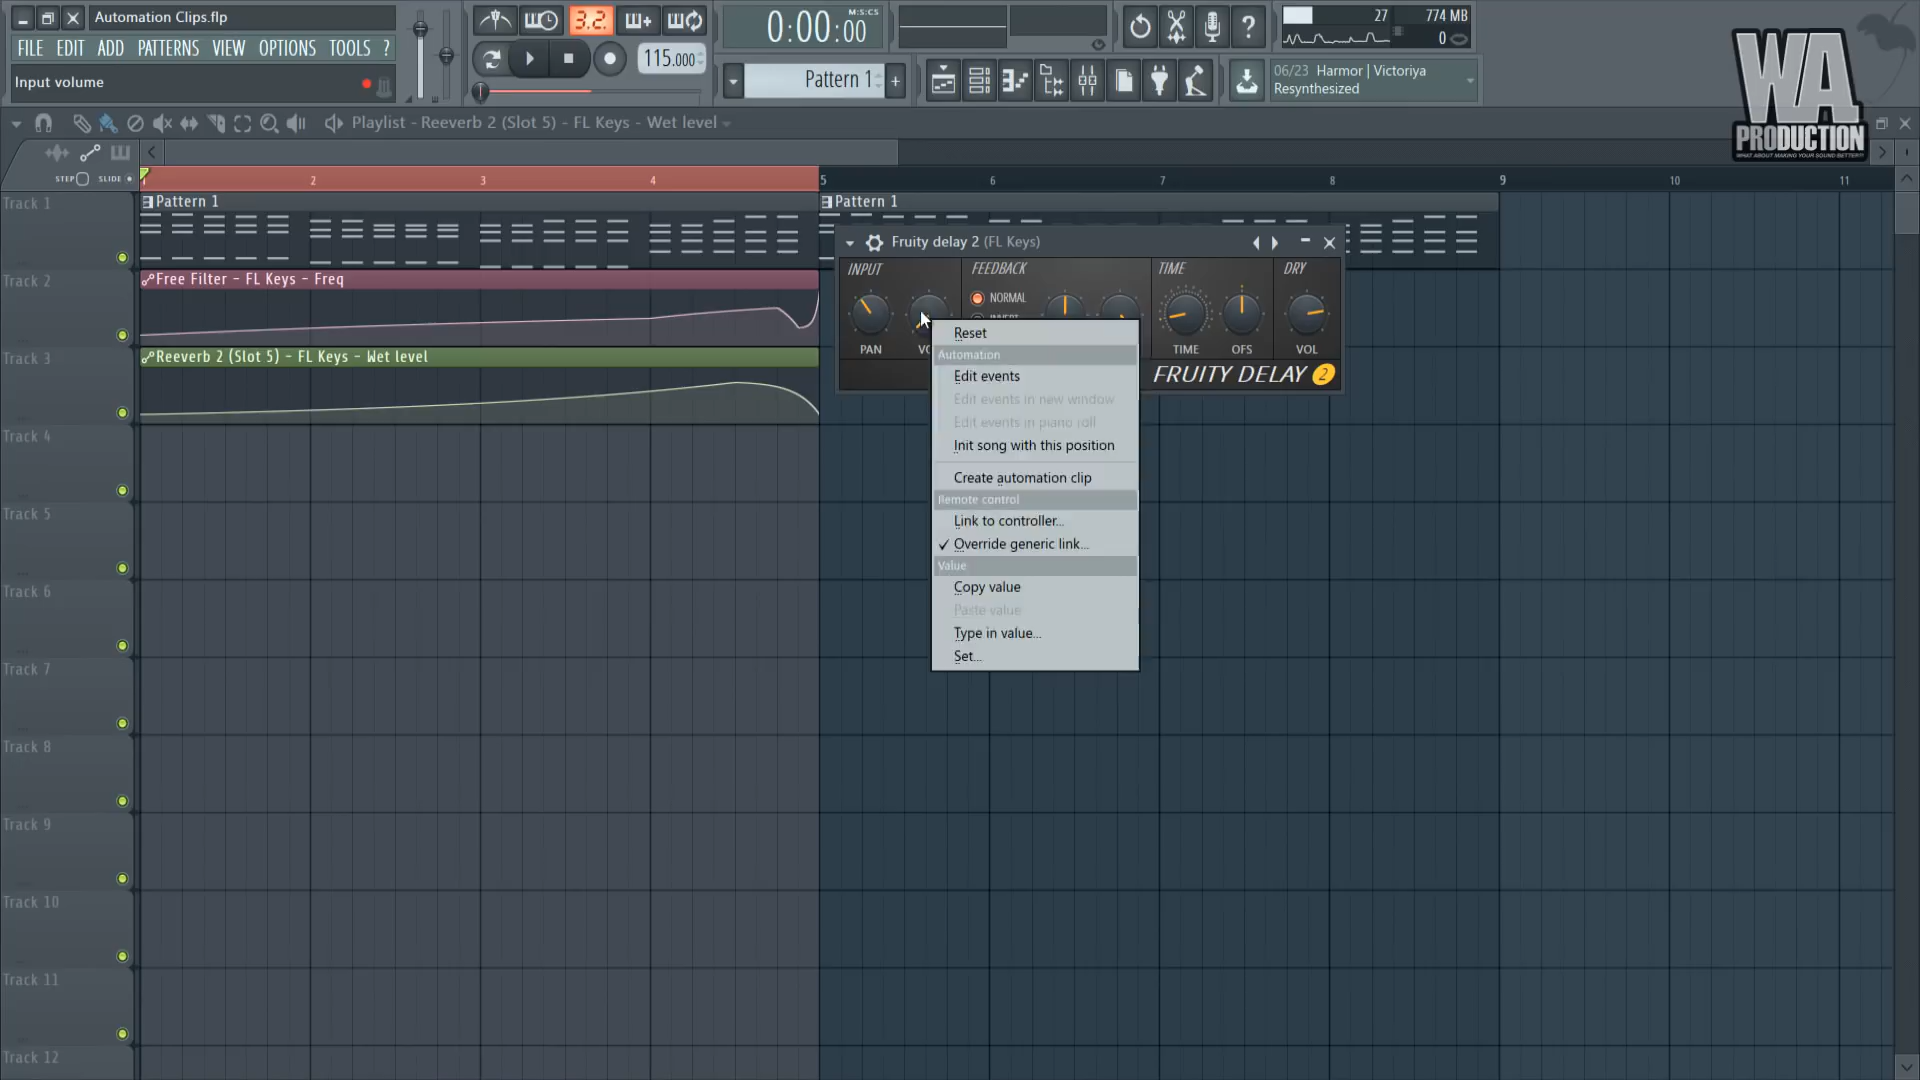 Automation Clips.flp
FILE EDIT ADD PATTERNS VIEW OPTIONS TOOLS ?
Input volume
3.2.
115.000
0:00:00
M:S:CS
Pattern 1
27
774 MB
0
06/23 Harmor | Victoriya
Resynthesized
WA
PRODUCTION
WHAT ABOUT MAKING YOUR SOUND BETTER?!
Playlist - Reeverb 2 (Slot 5) - FL Keys - Wet level
STEP SLIDE
1 2 3 4 5 6 7 8 9 10 11
Track 1
Pattern 1
Pattern 1
Track 2
Free Filter - FL Keys - Freq
Track 3
Reeverb 2 (Slot 5) - FL Keys - Wet level
Track 4
Track 5
Track 6
Track 7
Track 8
Track 9
Track 10
Track 11
Track 12
Fruity delay 2 (FL Keys)
INPUT FEEDBACK TIME DRY
NORMAL
PAN TIME OFS VOL
FRUITY DELAY 2
Reset
Automation
Edit events
Edit events in new window
Edit events in piano roll
Init song with this position
Create automation clip
Remote control
Link to controller...
Override generic link...
Value
Copy value
Paste value
Type in value...
Set...